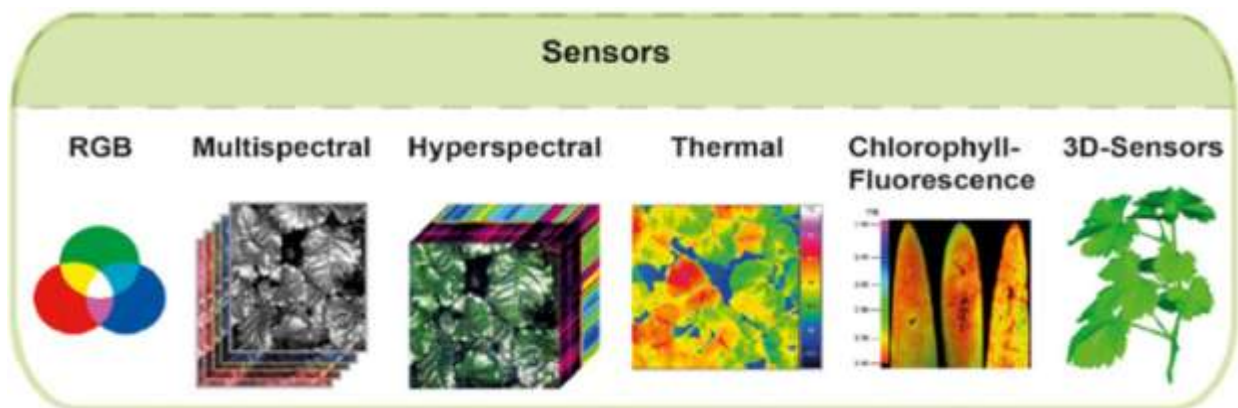 Sensors
RGB
Multispectral
Hyperspectral
Thermal
Chlorophyll-
Fluorescence
3D-Sensors